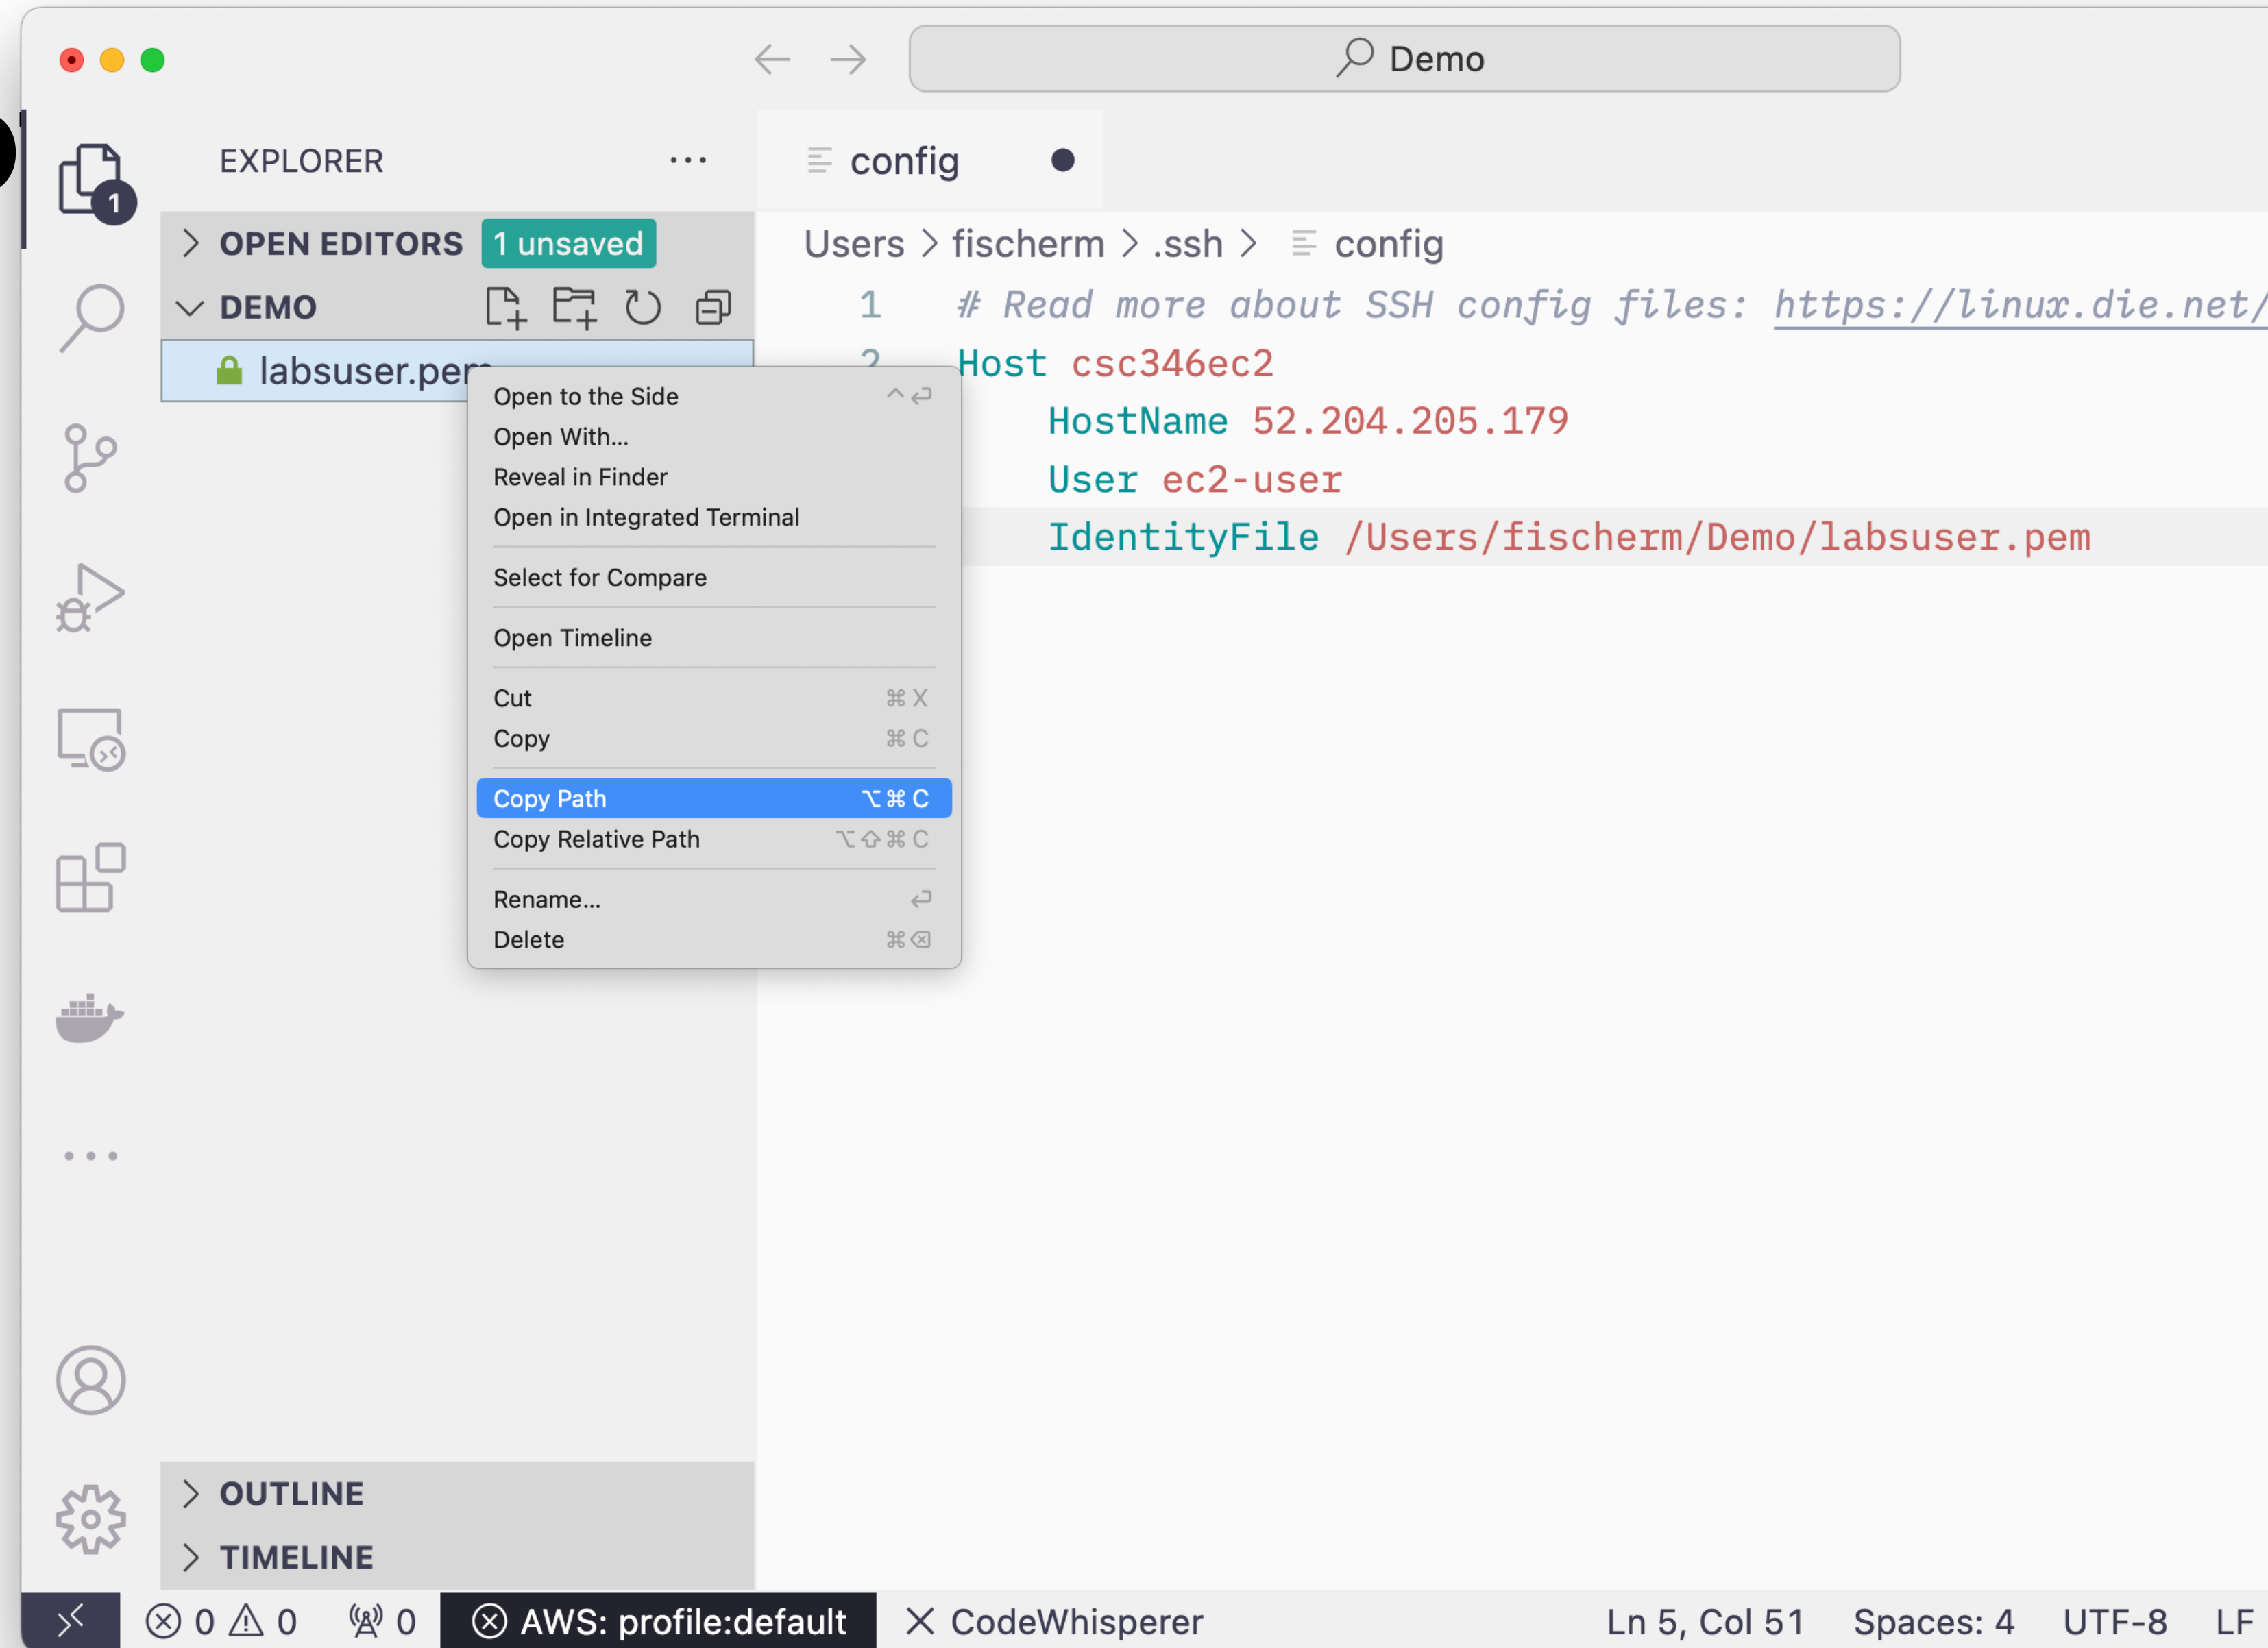 Demo
EXPLORER
config
1
OPEN EDITORS 1 unsaved
DEMO
labsuser.pem
Users > fischerm > .ssh > config
1 # Read more about SSH config files: https://linux.die.net/
2 Host csc346ec2
HostName 52.204.205.179
User ec2-user
IdentityFile /Users/fischerm/Demo/labsuser.pem
Open to the Side ^ ↩
Open With...
Reveal in Finder
Open in Integrated Terminal
Select for Compare
Open Timeline
Cut ⌘ X
Copy ⌘ C
Copy Path ⌥ ⌘ C
Copy Relative Path ⌥ ⇧ ⌘ C
Rename... ↩
Delete ⌘ ⌫
OUTLINE
TIMELINE
0 0 0 AWS: profile:default CodeWhisperer Ln 5, Col 51 Spaces: 4 UTF-8 LF